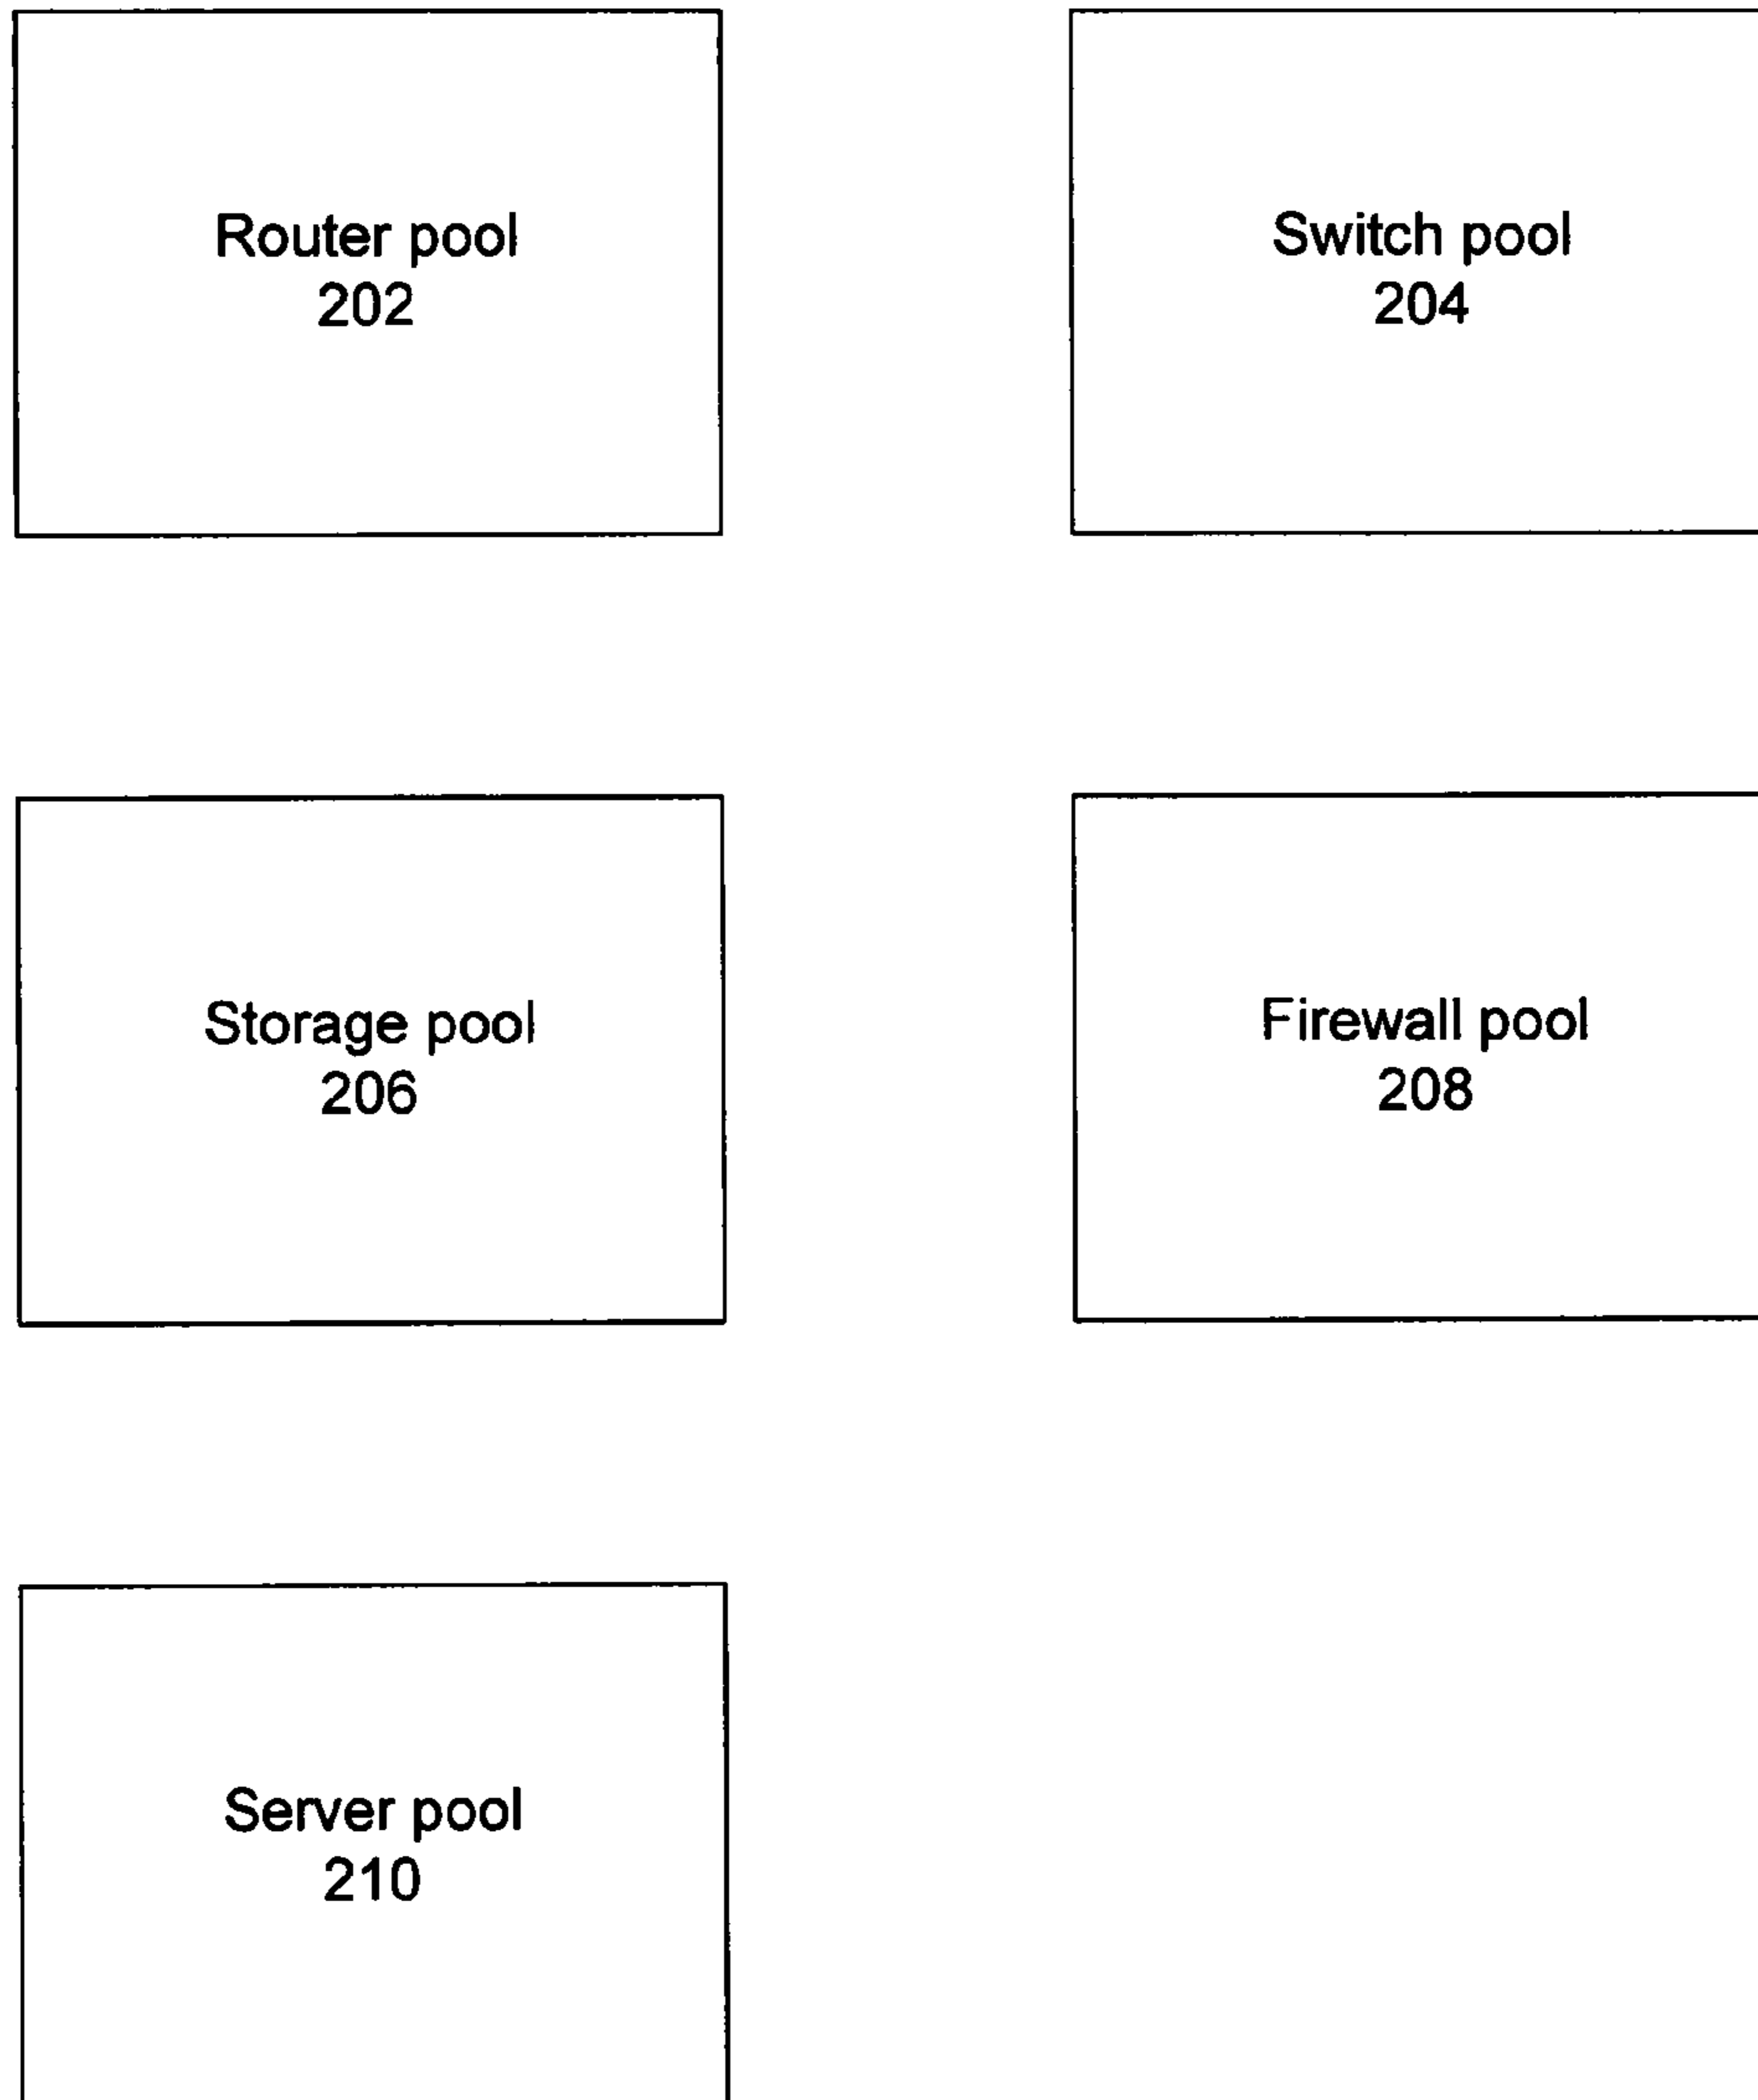 Router pool
202
Switch pool
204
Storage pool
206
Firewall pool
208
Server pool
210